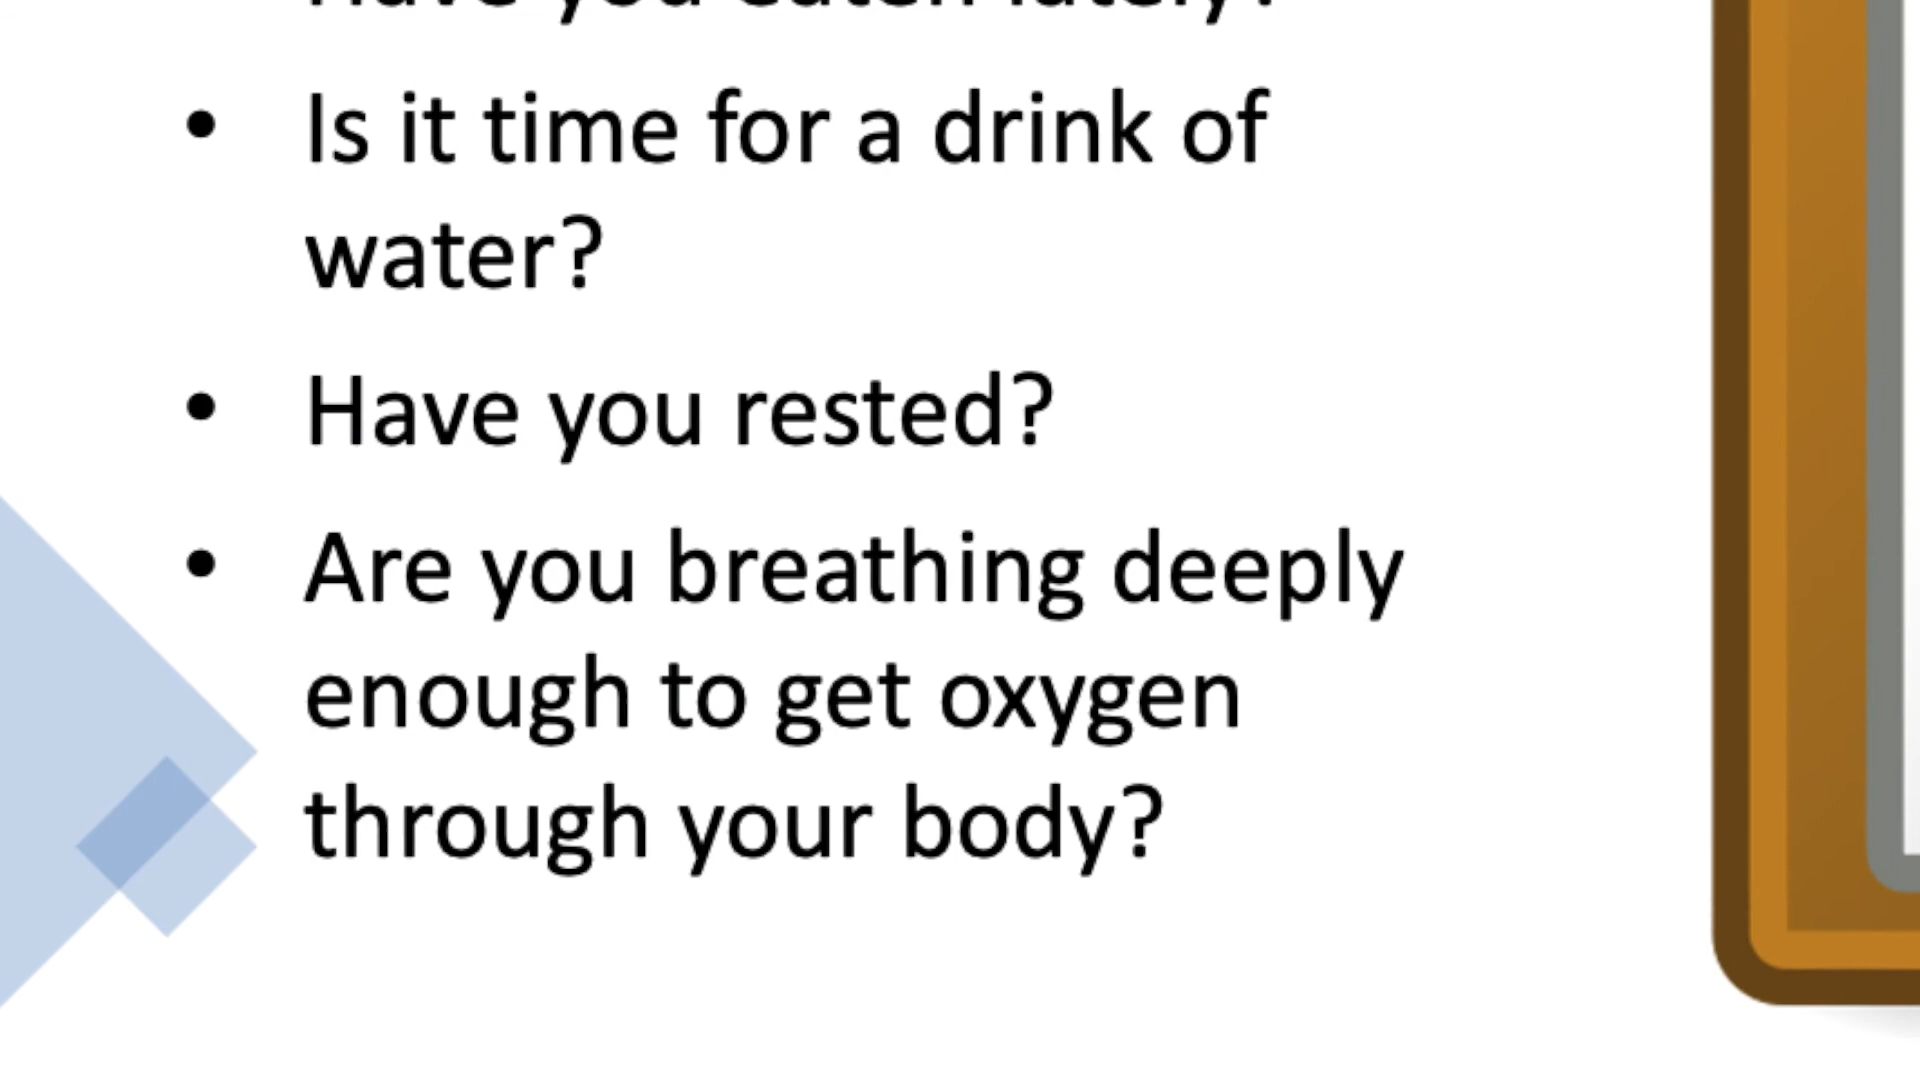 Have you eaten lately?
• Is it time for a drink of
water?
• Have you rested?
• Are you breathing deeply
enough to get oxygen
through your body?